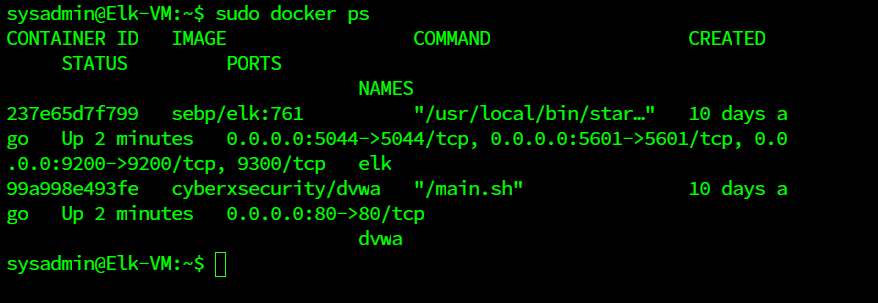 sysadmin@Elk-VM:~$ sudo docker ps
CONTAINER ID   IMAGE                 COMMAND                  CREATED
     STATUS         PORTS
                                NAMES
237e65d7f799   sebp/elk:761          "/usr/local/bin/star…"   10 days a
go   Up 2 minutes   0.0.0.0:5044->5044/tcp, 0.0.0.0:5601->5601/tcp, 0.0
.0.0:9200->9200/tcp, 9300/tcp   elk
99a998e493fe   cyberxsecurity/dvwa   "/main.sh"               10 days a
go   Up 2 minutes   0.0.0.0:80->80/tcp
                                dvwa
sysadmin@Elk-VM:~$